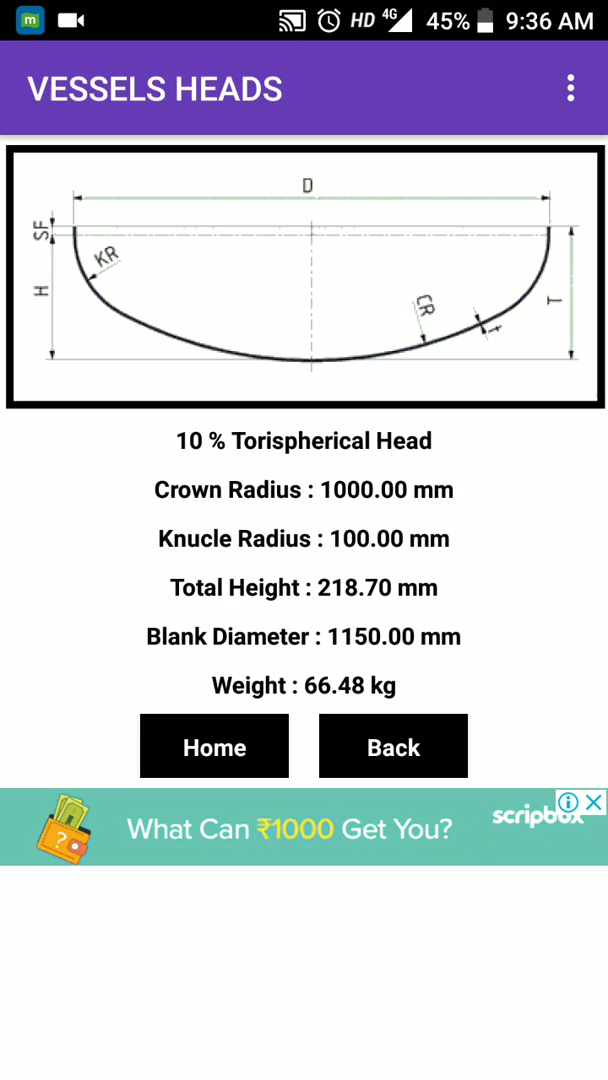 m HD 4G 45% 9:36 AM
VESSELS HEADS
D
SF
KR
H
CR
T
t
10 % Torispherical Head
Crown Radius : 1000.00 mm
Knucle Radius : 100.00 mm
Total Height : 218.70 mm
Blank Diameter : 1150.00 mm
Weight : 66.48 kg
Home Back
? What Can ₹1000 Get You? scripbox